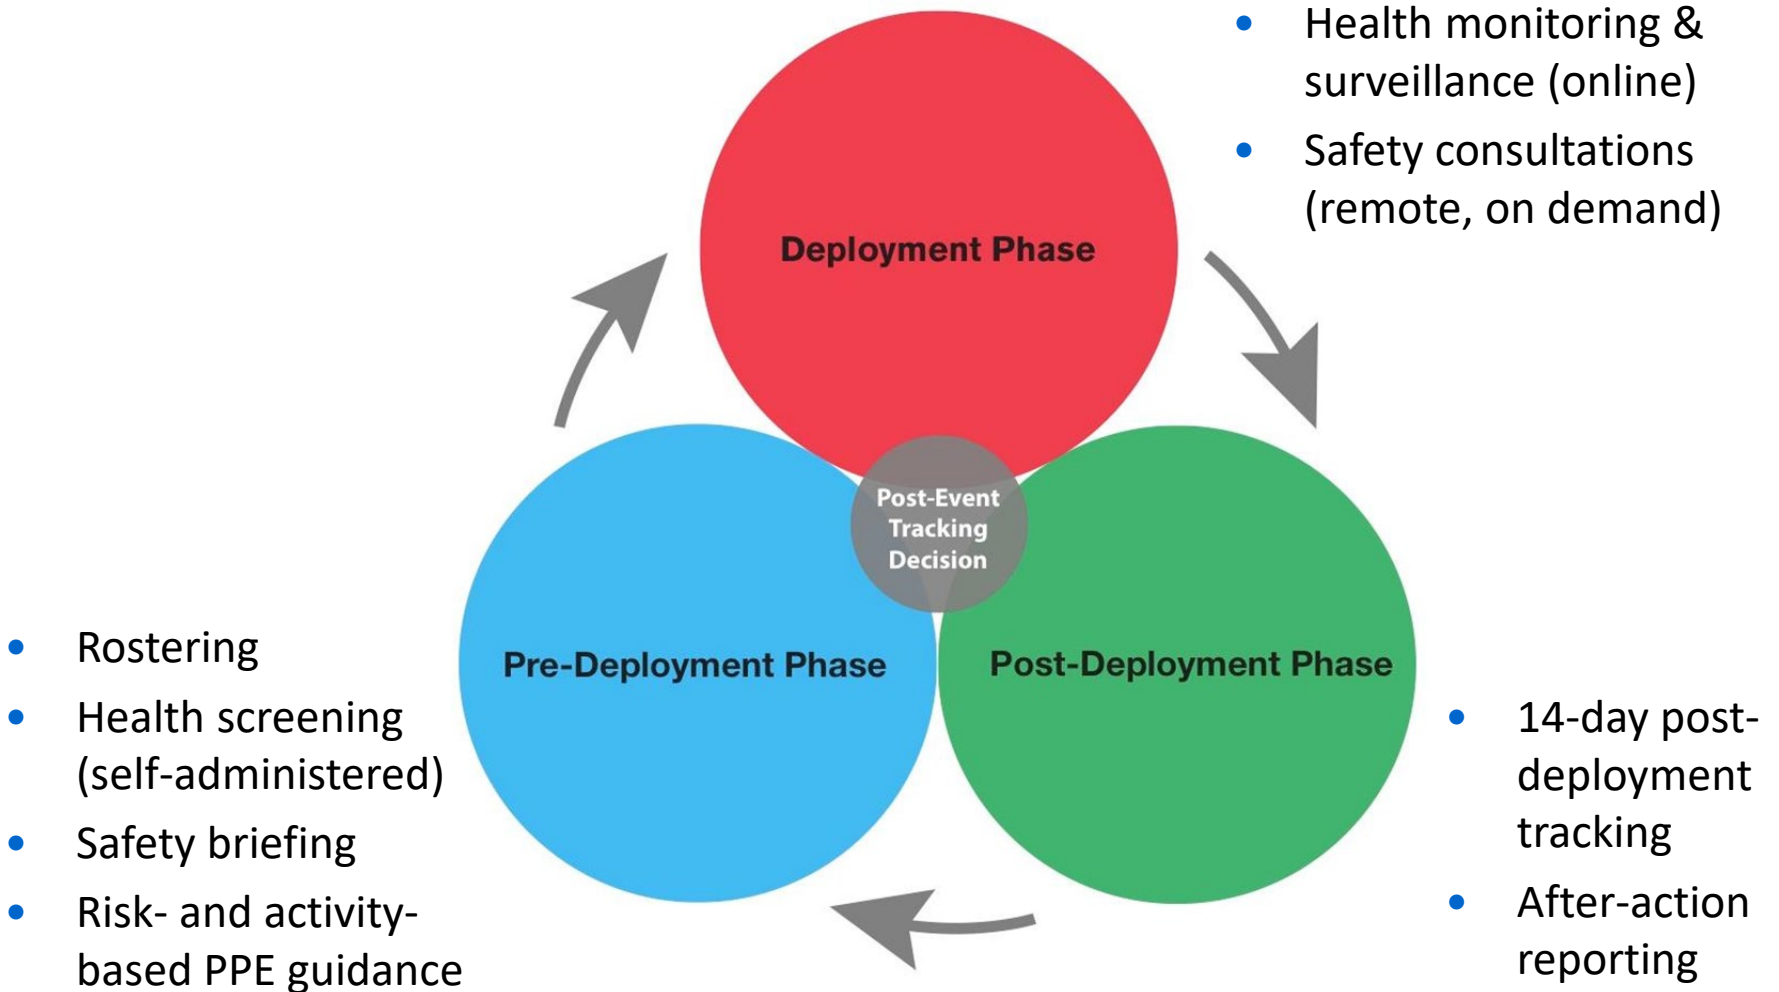 • Health monitoring &
surveillance (online)
• Safety consultations
(remote, on demand)
Deployment Phase
Post-Event
Tracking
Decision
Pre-Deployment Phase
Post-Deployment Phase
• Rostering
• Health screening
(self-administered)
• Safety briefing
• Risk- and activity-
based PPE guidance
• 14-day post-
deployment
tracking
• After-action
reporting